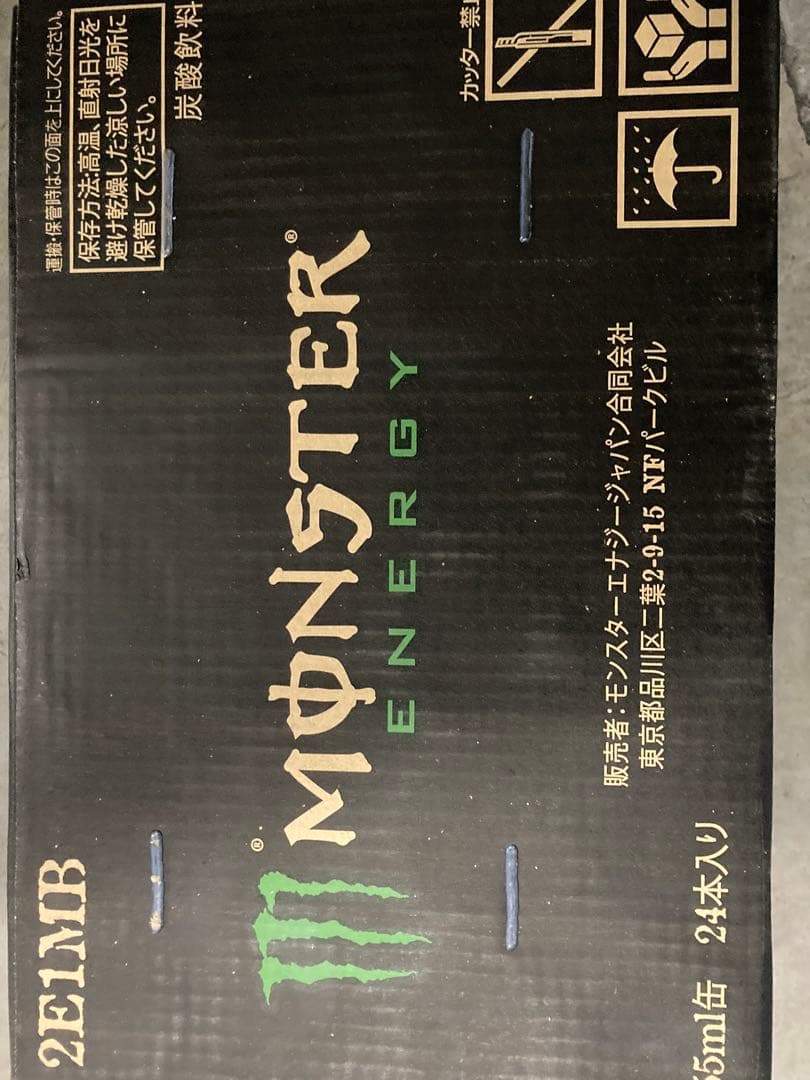 2E1MB
運搬・保管時はこの面を上にしてください。
保存方法:高温、直射日光を
避け乾燥した涼しい場所に
保管してください。
炭酸飲料
MONSTER®
ENERGY
®
カッター禁
販売者:モンスターエナジージャパン合同会社
東京都品川区二葉2-9-15 NFパークビル
5ml缶 24本入り